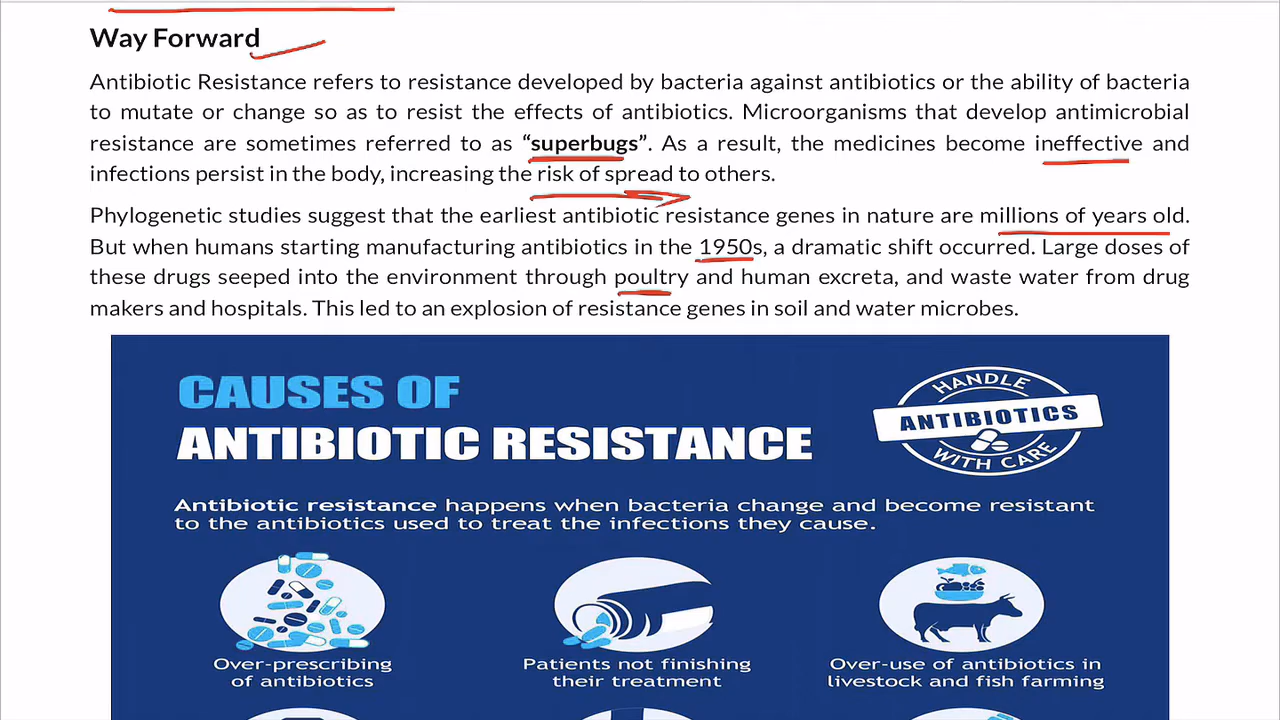 Way Forward
Antibiotic Resistance refers to resistance developed by bacteria against antibiotics or the ability of bacteria
to mutate or change so as to resist the effects of antibiotics. Microorganisms that develop antimicrobial
resistance are sometimes referred to as “superbugs”. As a result, the medicines become ineffective and
infections persist in the body, increasing the risk of spread to others.
Phylogenetic studies suggest that the earliest antibiotic resistance genes in nature are millions of years old.
But when humans starting manufacturing antibiotics in the 1950s, a dramatic shift occurred. Large doses of
these drugs seeped into the environment through poultry and human excreta, and waste water from drug
makers and hospitals. This led to an explosion of resistance genes in soil and water microbes.
CAUSES OF
ANTIBIOTIC RESISTANCE
HANDLE
ANTIBIOTICS
WITH CARE
Antibiotic resistance happens when bacteria change and become resistant
to the antibiotics used to treat the infections they cause.
Over-prescribing
of antibiotics
Patients not finishing
their treatment
Over-use of antibiotics in
livestock and fish farming